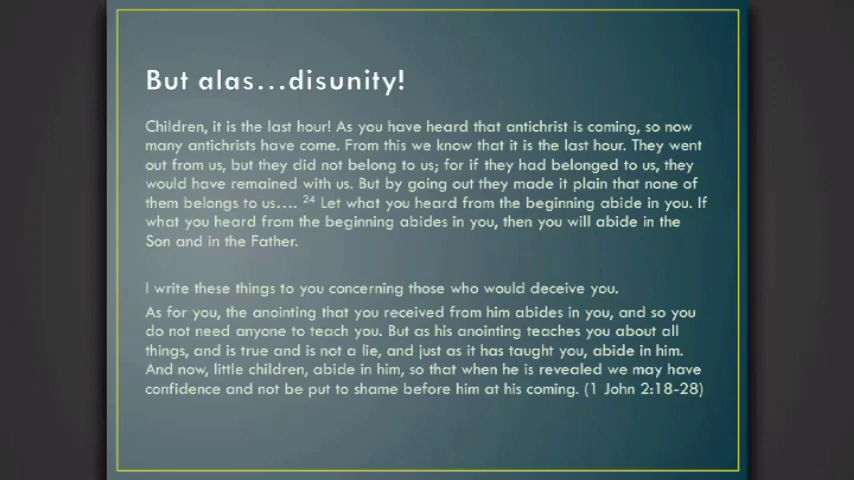 But alas...disunity!
Children, it is the last hour! As you have heard that antichrist is coming, so now
many antichrists have come. From this we know that it is the last hour. They went
out from us, but they did not belong to us; for if they had belonged to us, they
would have remained with us. But by going out they made it plain that none of
them belongs to us.... 24 Let what you heard from the beginning abide in you. If
what you heard from the beginning abides in you, then you will abide in the
Son and in the Father.
I write these things to you concerning those who would deceive you.
As for you, the anointing that you received from him abides in you, and so you
do not need anyone to teach you. But as his anointing teaches you about all
things, and is true and is not a lie, and just as it has taught you, abide in him.
And now, little children, abide in him, so that when he is revealed we may have
confidence and not be put to shame before him at his coming. (1 John 2:18-28)